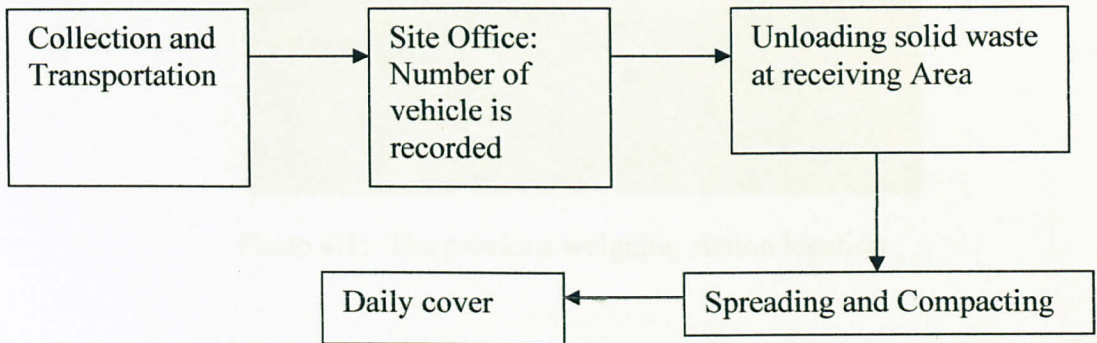 Collection and
Transportation
Site Office:
Number of
vehicle is
recorded
Unloading solid waste
at receiving Area
Spreading and Compacting
Daily cover
Photo 4.1: The previous weighing station location